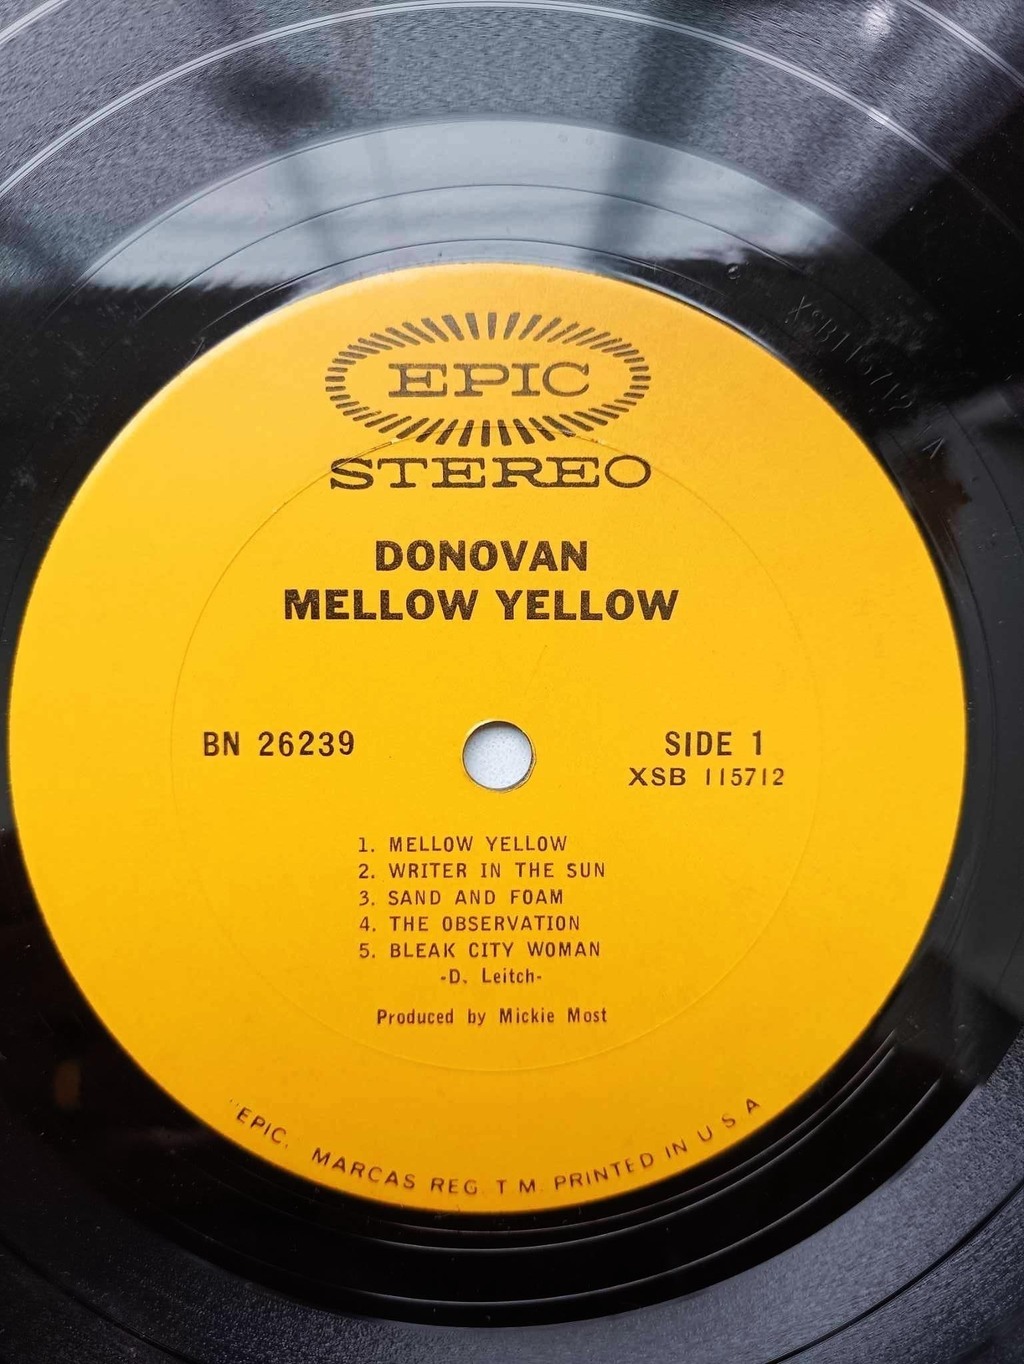 EPIC
STEREO
DONOVAN
MELLOW YELLOW
BN 26239
SIDE 1
XSB 115712
1. MELLOW YELLOW
2. WRITER IN THE SUN
3. SAND AND FOAM
4. THE OBSERVATION
5. BLEAK CITY WOMAN
-D. Leitch-
Produced by Mickie Most
"EPIC, MARCAS REG. T M. PRINTED IN U S A
XSB115712
A